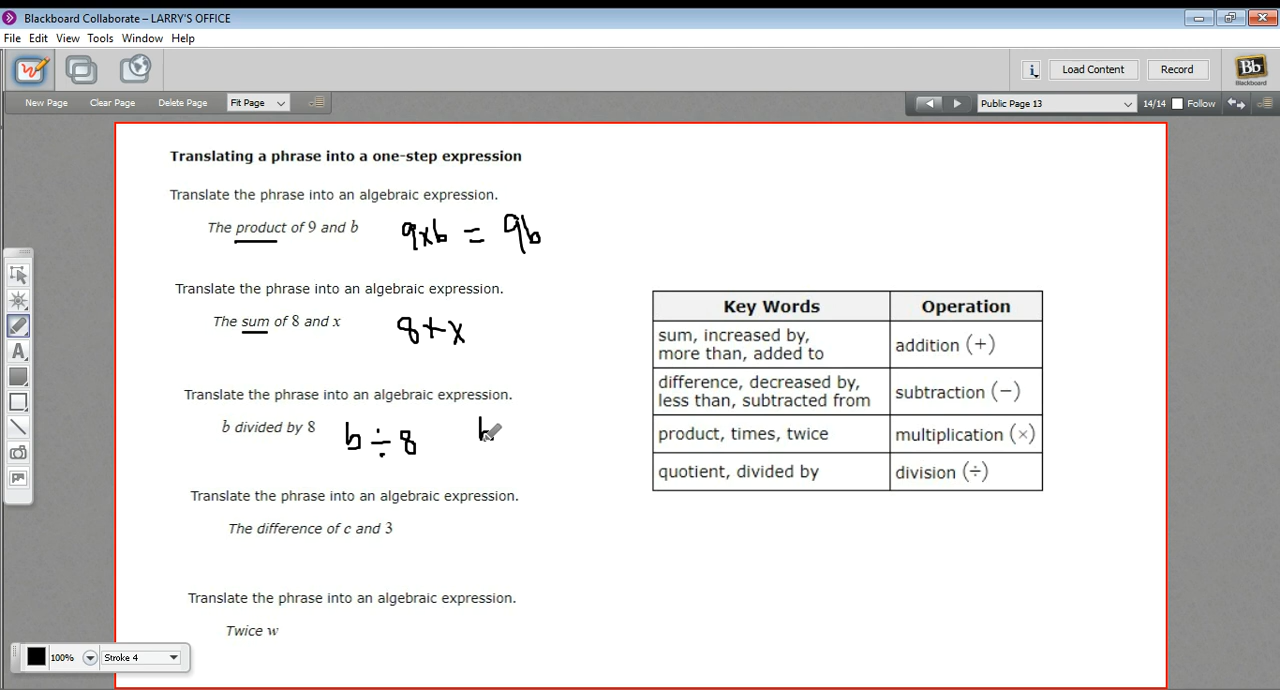 Blackboard Collaborate – LARRY'S OFFICE
File Edit View Tools Window Help
i Load Content Record Bb
Blackboard
New Page Clear Page Delete Page Fit Page Public Page 13 14/14 Follow
Translating a phrase into a one-step expression
Translate the phrase into an algebraic expression.
The product of 9 and b 9xb = 9b
Translate the phrase into an algebraic expression.
The sum of 8 and x 8+x
Key Words Operation
sum, increased by,
more than, added to addition (+)
difference, decreased by,
less than, subtracted from subtraction (−)
product, times, twice multiplication (×)
quotient, divided by division (÷)
Translate the phrase into an algebraic expression.
b divided by 8 b ÷ 8 b
Translate the phrase into an algebraic expression.
The difference of c and 3
Translate the phrase into an algebraic expression.
Twice w
A
100% Stroke 4